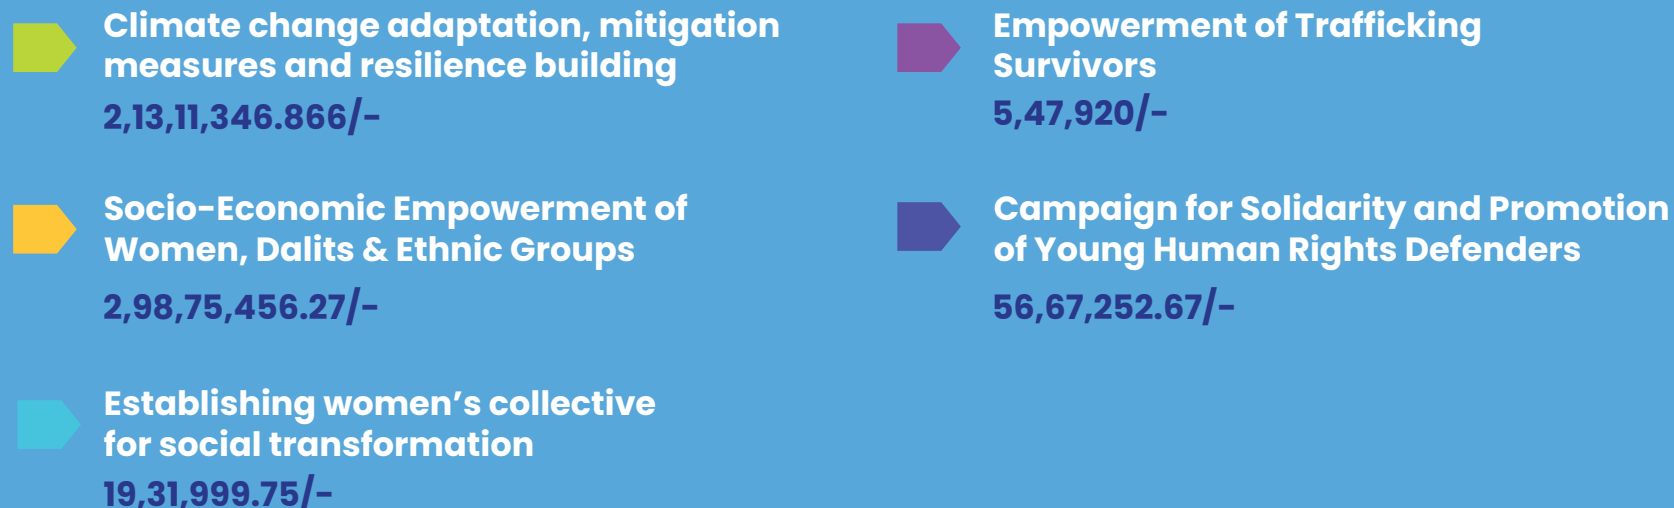 Climate change adaptation, mitigation
measures and resilience building
2,13,11,346.866/-
Socio-Economic Empowerment of
Women, Dalits & Ethnic Groups
2,98,75,456.27/-
Establishing women’s collective
for social transformation
19,31,999.75/-
Empowerment of Trafficking
Survivors
5,47,920/-
Campaign for Solidarity and Promotion
of Young Human Rights Defenders
56,67,252.67/-